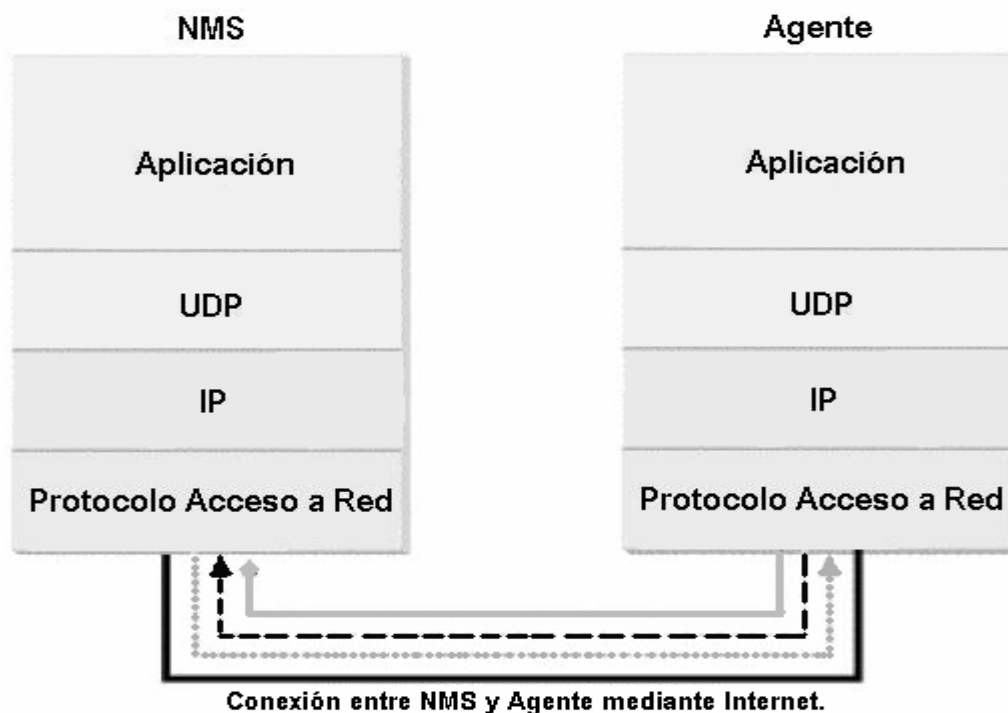 NMS
Aplicación
UDP
IP
Protocolo Acceso a Red
Agente
Aplicación
UDP
IP
Protocolo Acceso a Red
Conexión entre NMS y Agente mediante Internet.